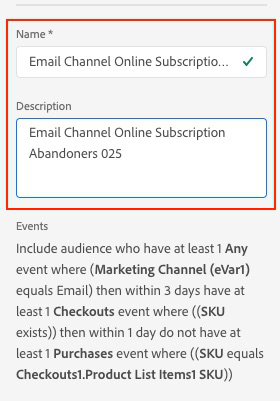 Name *
Email Channel Online Subscriptio...
Description
Email Channel Online Subscription
Abandoners 025
Events
Include audience who have at least 1 Any
event where (Marketing Channel (eVar1)
equals Email) then within 3 days have at
least 1 Checkouts event where ((SKU
exists)) then within 1 day do not have at
least 1 Purchases event where ((SKU equals
Checkouts1.Product List Items1 SKU))